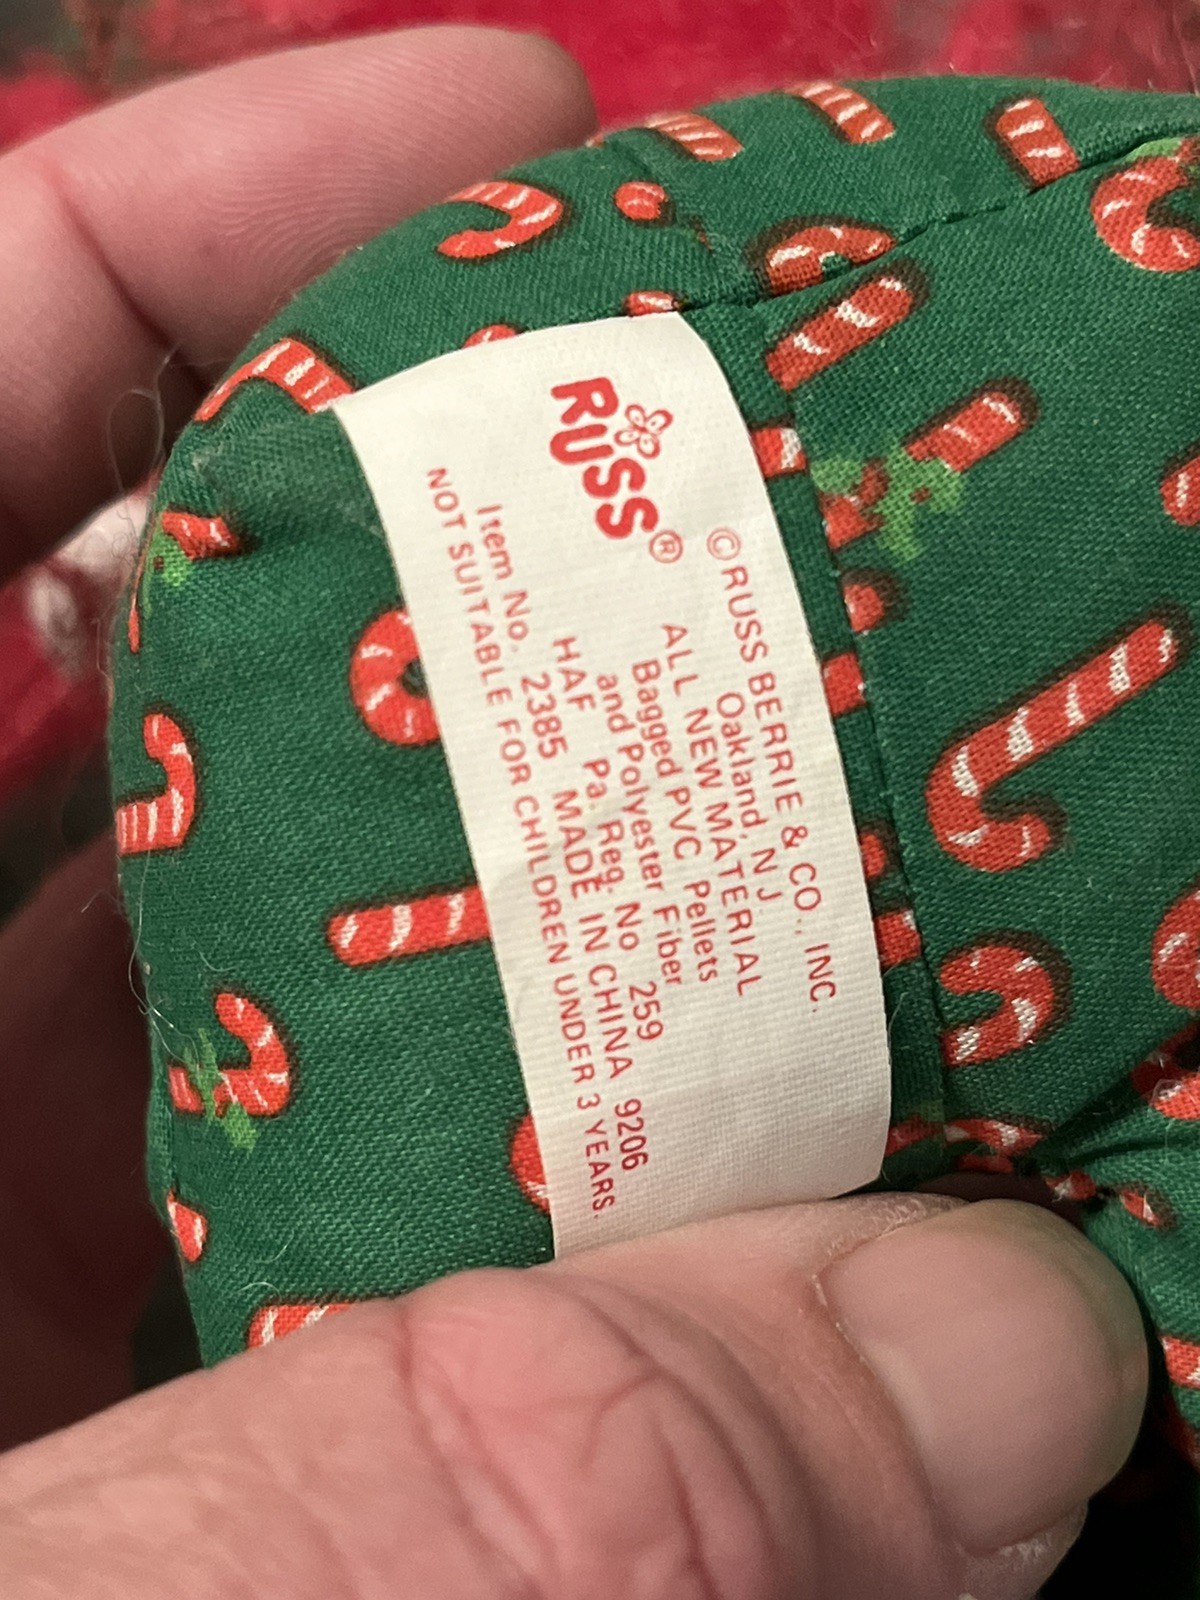 RUSS®
©RUSS BERRIE & CO., INC.
Oakland, N J
ALL NEW MATERIAL
Bagged PVC Pellets
and Polyester Fiber
HAF Pa. Reg. No 259
Item No. 2385 MADE IN CHINA 9206
NOT SUITABLE FOR CHILDREN UNDER 3 YEARS.